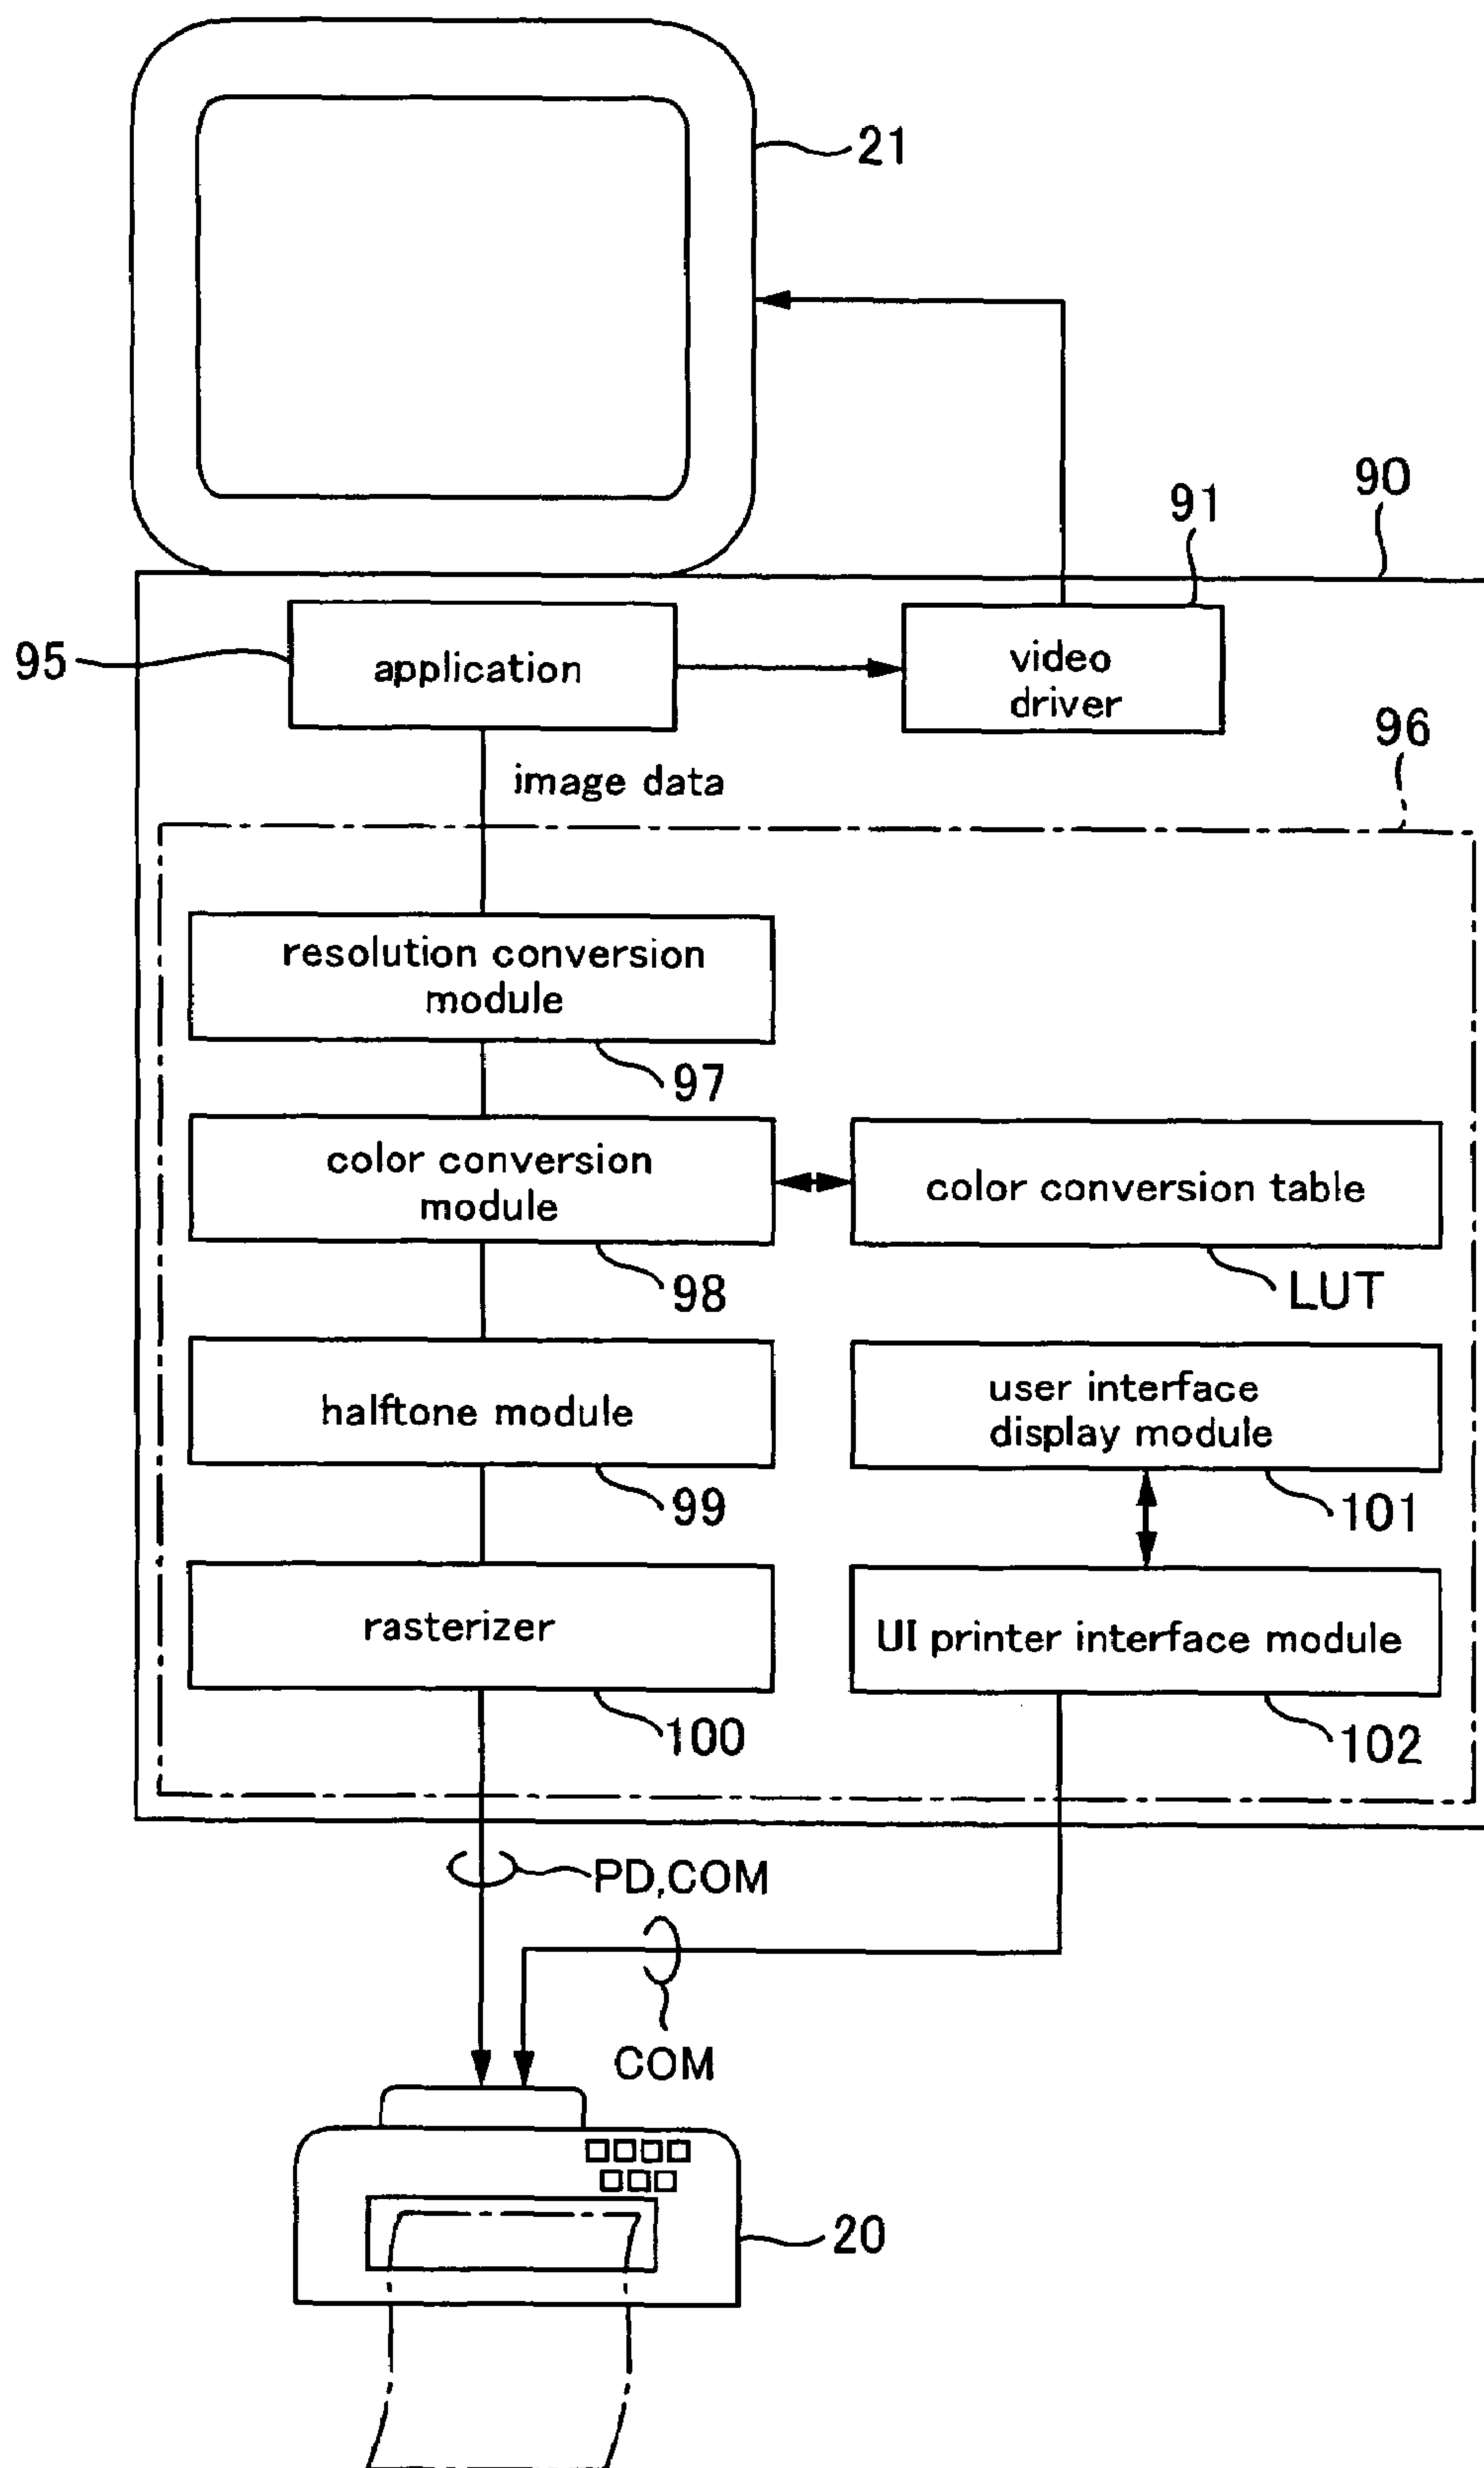 21
90
91
95
application
video
driver
96
image data
resolution conversion
module
97
color conversion
module
color conversion table
98
LUT
halftone module
user interface
display module
99
101
rasterizer
UI printer interface module
100
102
PD,COM
COM
20